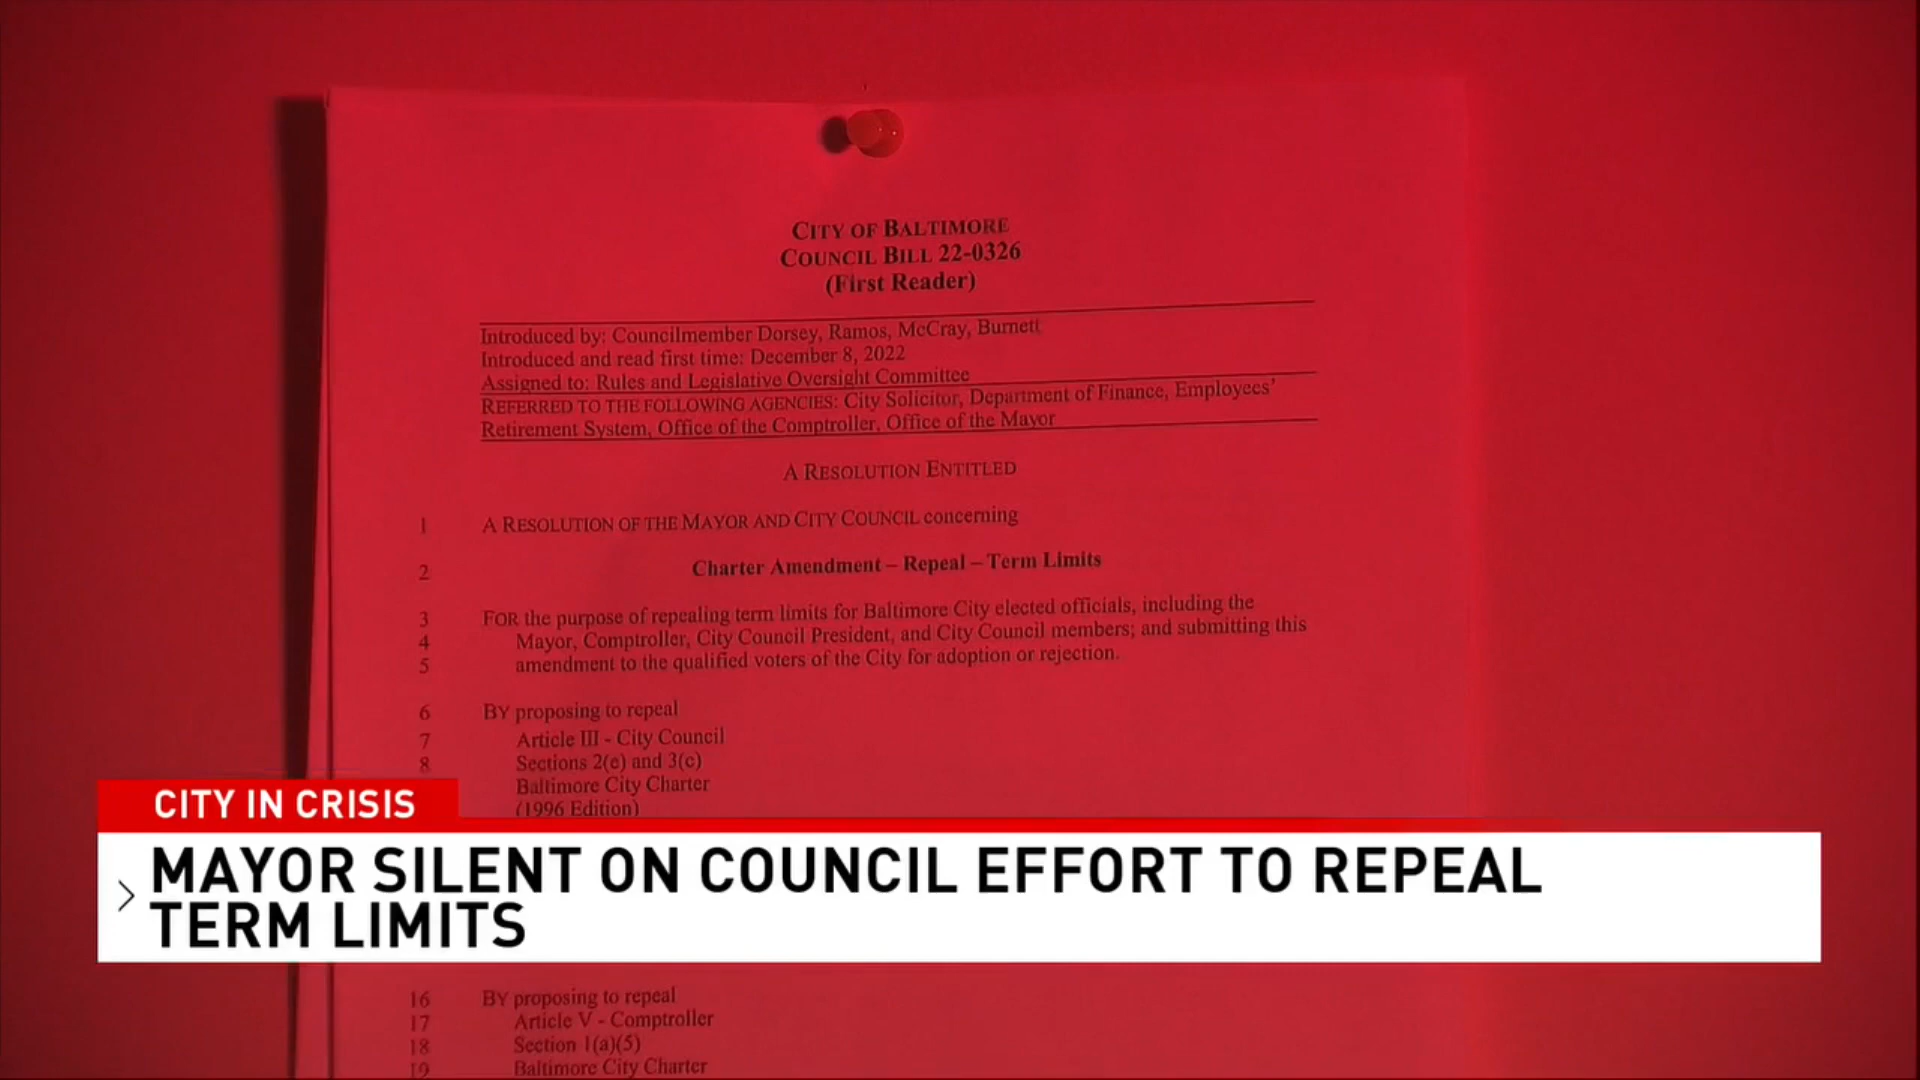 CITY OF BALTIMORE
COUNCIL BILL 22-0326
(First Reader)
Introduced by: Councilmember Dorsey, Ramos, McCray, Burnett
Introduced and read first time: December 8, 2022
Assigned to: Rules and Legislative Oversight Committee
REFERRED TO THE FOLLOWING AGENCIES: City Solicitor, Department of Finance, Employees'
Retirement System, Office of the Comptroller, Office of the Mayor
A RESOLUTION ENTITLED
1 A RESOLUTION OF THE MAYOR AND CITY COUNCIL concerning
2 Charter Amendment – Repeal – Term Limits
3 FOR the purpose of repealing term limits for Baltimore City elected officials, including the
4 Mayor, Comptroller, City Council President, and City Council members; and submitting this
5 amendment to the qualified voters of the City for adoption or rejection.
6 BY proposing to repeal
7 Article III - City Council
8 Sections 2(e) and 3(c)
Baltimore City Charter
(1996 Edition)
CITY IN CRISIS
MAYOR SILENT ON COUNCIL EFFORT TO REPEAL
TERM LIMITS
16 BY proposing to repeal
17 Article V - Comptroller
18 Section 1(a)(5)
19 Baltimore City Charter